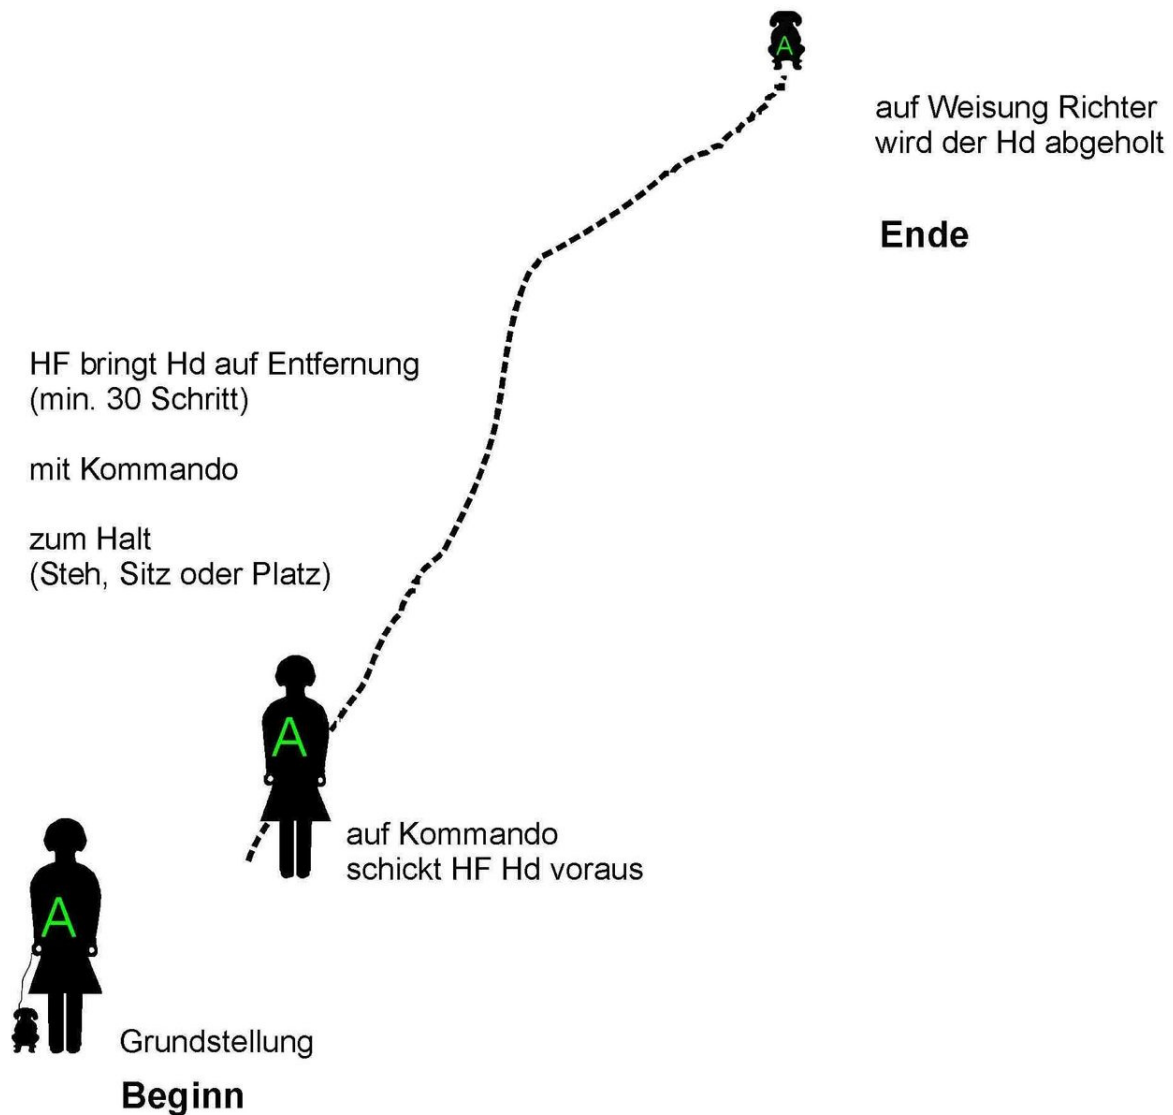 A
auf Weisung Richter
wird der Hd abgeholt
Ende
HF bringt Hd auf Entfernung
(min. 30 Schritt)
mit Kommando
zum Halt
(Steh, Sitz oder Platz)
A
auf Kommando
schickt HF Hd voraus
A
Grundstellung
Beginn